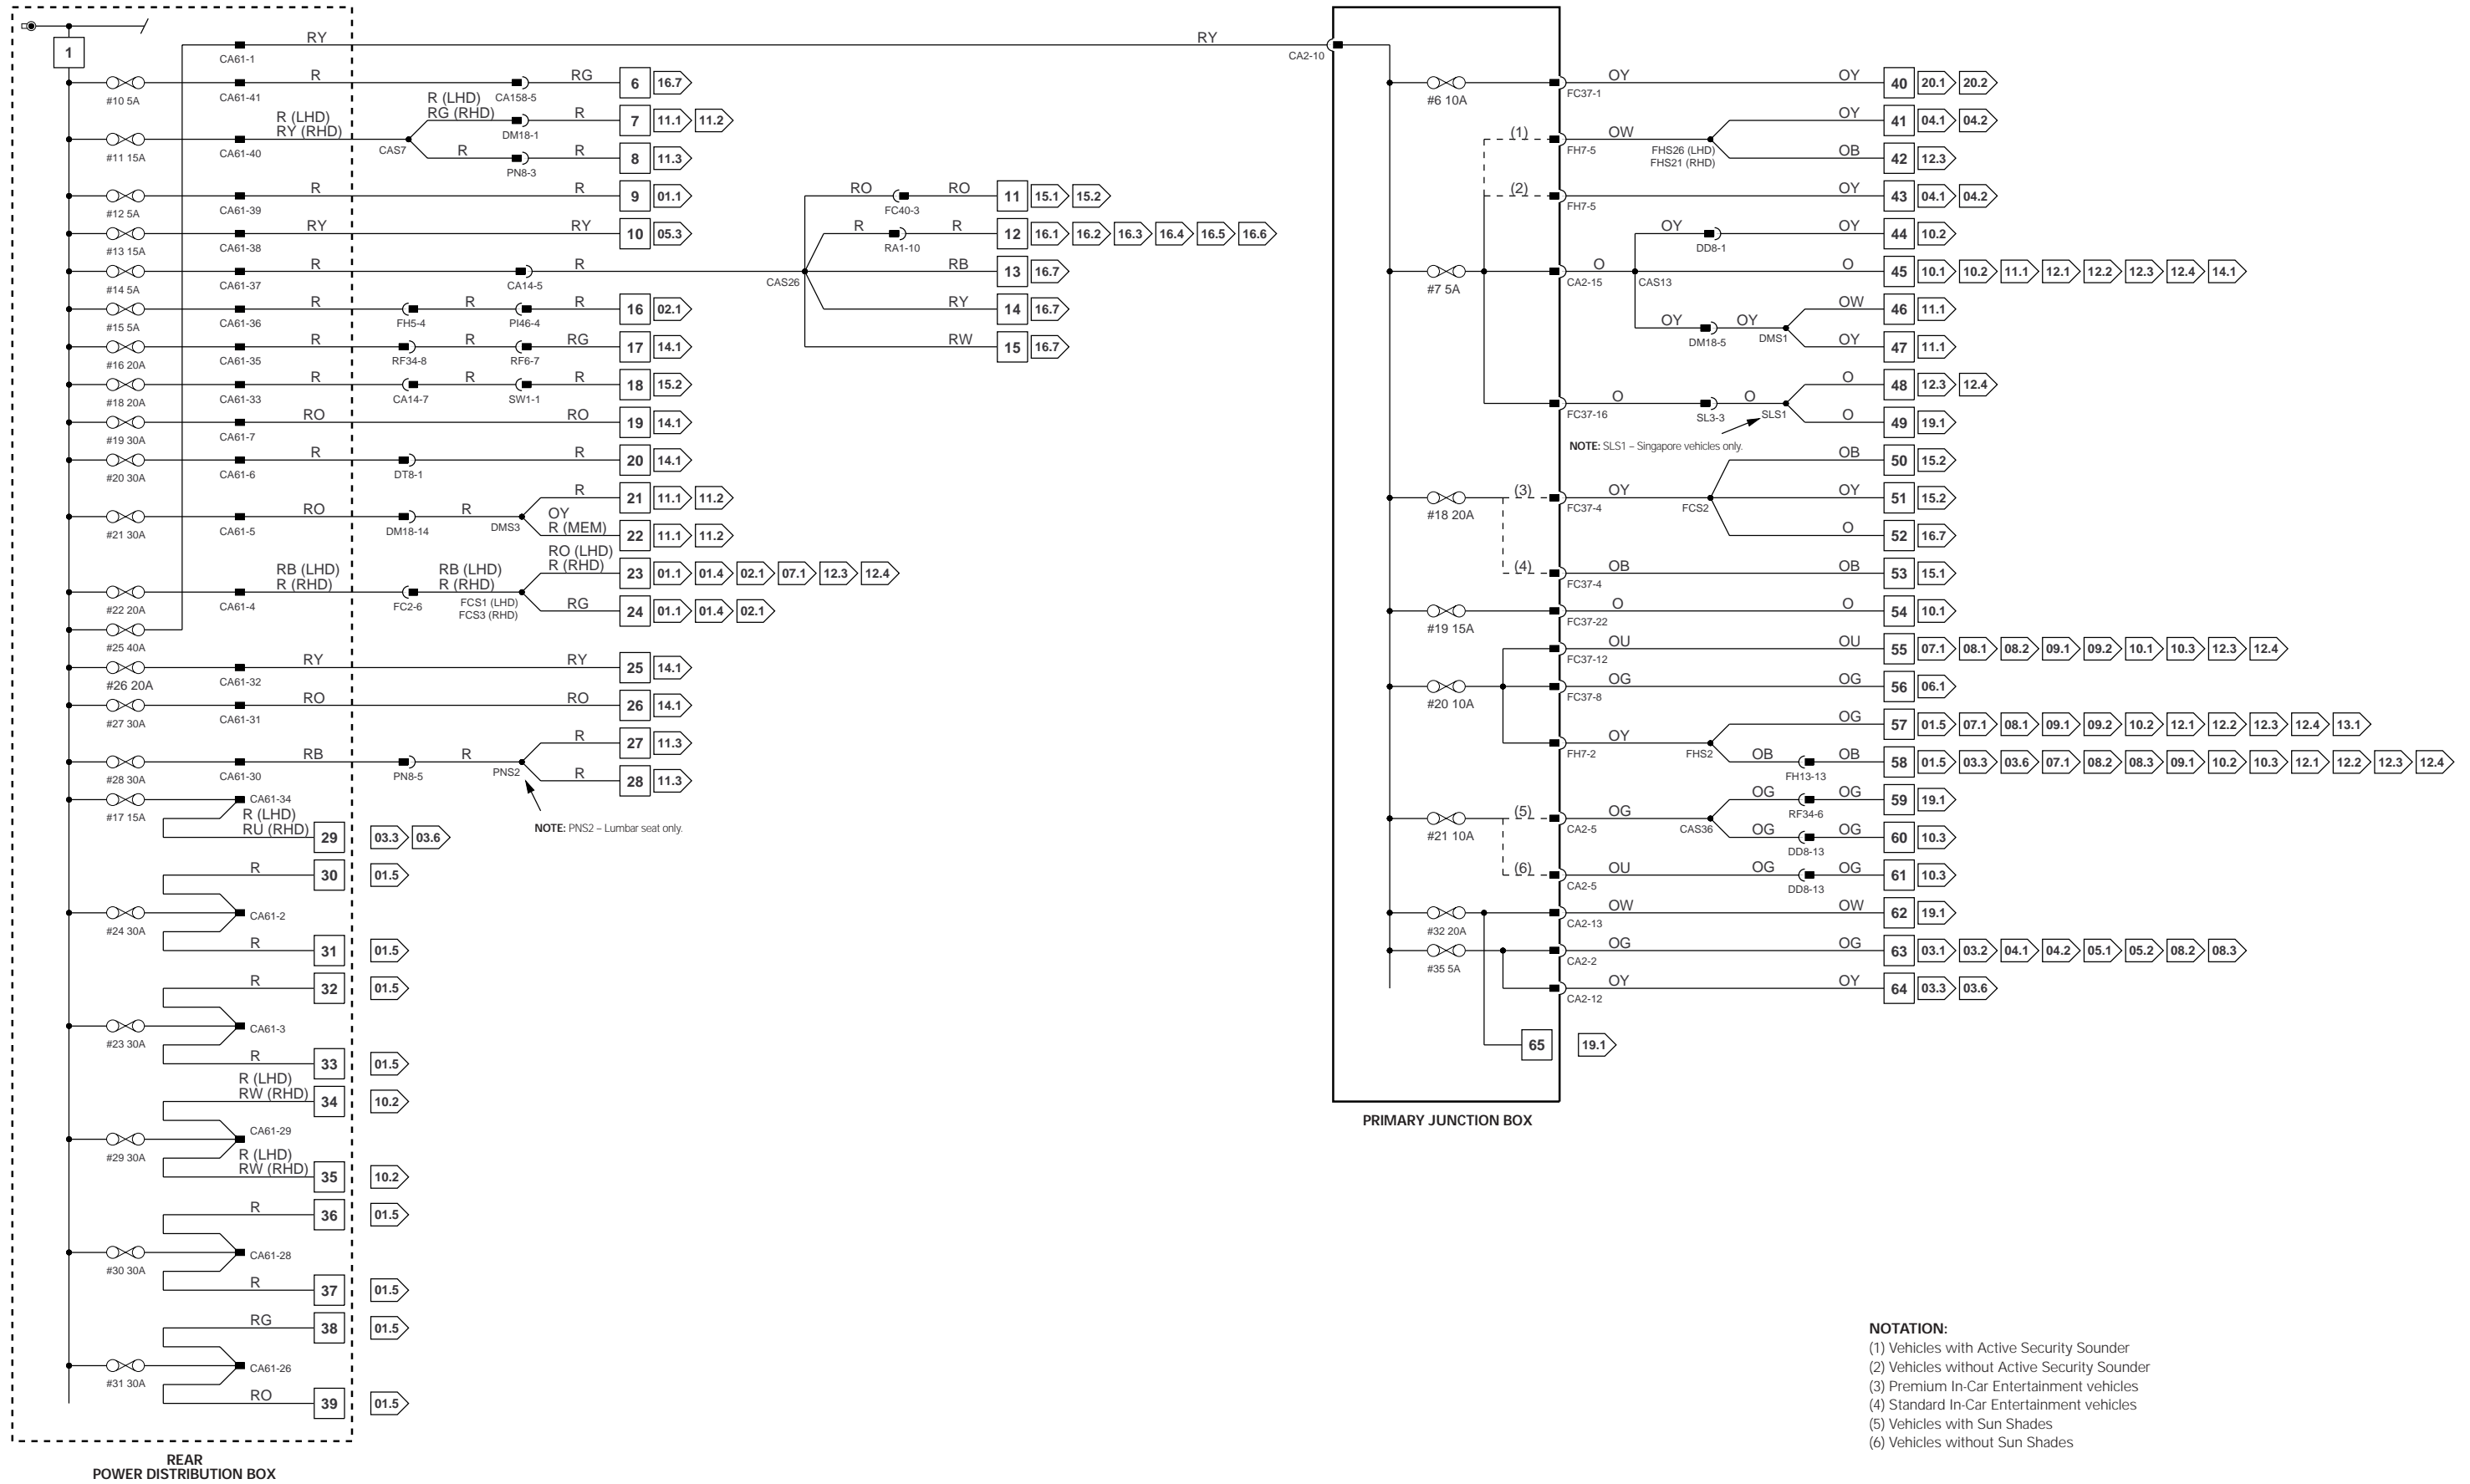 1
RY
RY
CA61-1
CA2-10
#10 5A
R
CA61-41
CA158-5
RG
6 16.7
#11 15A
CA61-40
R (LHD)
RY (RHD)
CAS7
R (LHD)
RG (RHD)
DM18-1
R
7 11.1 11.2
R
PN8-3
R
8 11.3
#12 5A
CA61-39
R
R
9 01.1
#13 15A
CA61-38
RY
RY
10 05.3
#14 5A
CA61-37
R
CA14-5
R
CAS26
RO
FC40-3
RO
11 15.1 15.2
R
RA1-10
R
12 16.1 16.2 16.3 16.4 16.5 16.6
RB
13 16.7
RY
14 16.7
RW
15 16.7
#15 5A
CA61-36
R
FH5-4
R
PI46-4
R
16 02.1
#16 20A
CA61-35
R
RF34-8
R
RF6-7
RG
17 14.1
#18 20A
CA61-33
R
CA14-7
R
SW1-1
R
18 15.2
#19 30A
CA61-7
RO
RO
19 14.1
#20 30A
CA61-6
R
DT8-1
R
20 14.1
#21 30A
CA61-5
RO
DM18-14
R
DMS3
R
21 11.1 11.2
OY
R (MEM)
22 11.1 11.2
#22 20A
CA61-4
RB (LHD)
R (RHD)
FC2-6
RB (LHD)
R (RHD)
FCS1 (LHD)
FCS3 (RHD)
RO (LHD)
R (RHD)
23 01.1 01.4 02.1 07.1 12.3 12.4
RG
24 01.1 01.4 02.1
#25 40A
#26 20A
CA61-32
RY
RY
25 14.1
#27 30A
CA61-31
RO
RO
26 14.1
#28 30A
CA61-30
RB
PN8-5
R
PNS2
R
27 11.3
R
28 11.3
NOTE: PNS2 – Lumbar seat only.
#17 15A
CA61-34
R (LHD)
RU (RHD)
29 03.3 03.6
R
30 01.5
#24 30A
CA61-2
R
31 01.5
R
32 01.5
#23 30A
CA61-3
R
33 01.5
R (LHD)
RW (RHD)
34 10.2
#29 30A
CA61-29
R (LHD)
RW (RHD)
35 10.2
R
36 01.5
#30 30A
CA61-28
R
37 01.5
RG
38 01.5
#31 30A
CA61-26
RO
39 01.5
REAR
POWER DISTRIBUTION BOX
#6 10A
FC37-1
OY
OY
40 20.1 20.2
#7 5A
(1)
FH7-5
OW
FHS26 (LHD)
FHS21 (RHD)
OY
41 04.1 04.2
OB
42 12.3
(2)
FH7-5
OY
43 04.1 04.2
CA2-15
O
CAS13
OY
DD8-1
OY
44 10.2
O
45 10.1 10.2 11.1 12.1 12.2 12.3 12.4 14.1
OY
DM18-5
OY
DMS1
OW
46 11.1
OY
47 11.1
FC37-16
O
SL3-3
O
SLS1
O
48 12.3 12.4
O
49 19.1
NOTE: SLS1 – Singapore vehicles only.
#18 20A
(3)
FC37-4
OY
FCS2
OB
50 15.2
OY
51 15.2
O
52 16.7
(4)
FC37-4
OB
OB
53 15.1
#19 15A
FC37-22
O
O
54 10.1
#20 10A
FC37-12
OU
OU
55 07.1 08.1 08.2 09.1 09.2 10.1 10.3 12.3 12.4
FC37-8
OG
OG
56 06.1
FH7-2
OY
FHS2
OG
57 01.5 07.1 08.1 09.1 09.2 10.2 12.1 12.2 12.3 12.4 13.1
OB
FH13-13
OB
58 01.5 03.3 03.6 07.1 08.2 08.3 09.1 10.2 10.3 12.1 12.2 12.3 12.4
#21 10A
(5)
CA2-5
OG
CAS36
OG
RF34-6
OG
59 19.1
OG
DD8-13
OG
60 10.3
(6)
CA2-5
OU
OG
DD8-13
OG
61 10.3
#32 20A
CA2-13
OW
OW
62 19.1
#35 5A
CA2-2
OG
OG
63 03.1 03.2 04.1 04.2 05.1 05.2 08.2 08.3
CA2-12
OY
OY
64 03.3 03.6
65 19.1
PRIMARY JUNCTION BOX
NOTATION:
(1) Vehicles with Active Security Sounder
(2) Vehicles without Active Security Sounder
(3) Premium In-Car Entertainment vehicles
(4) Standard In-Car Entertainment vehicles
(5) Vehicles with Sun Shades
(6) Vehicles without Sun Shades